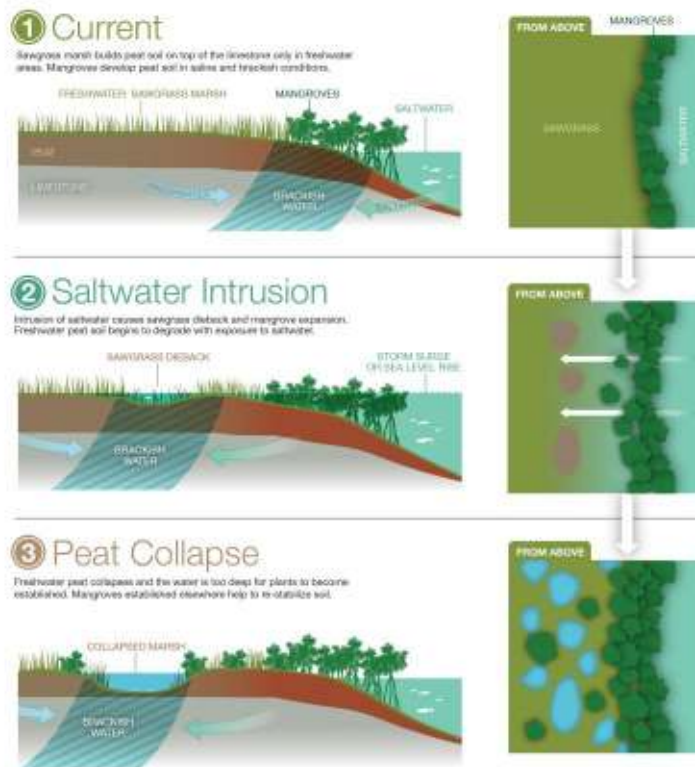 1 Current
Sawgrass marsh builds peat soil on top of the limestone only in freshwater
areas. Mangroves develop peat soil in saline and brackish conditions.
FRESHWATER SAWGRASS MARSH
MANGROVES
SALTWATER
PEAT
LIMESTONE
BRACKISH
WATER
FROM ABOVE
MANGROVES
SAWGRASS
SALTWATER
2 Saltwater Intrusion
Intrusion of saltwater causes sawgrass dieback and mangrove expansion.
Freshwater peat soil begins to degrade with exposure to saltwater.
SAWGRASS DIEBACK
STORM SURGE
OR SEA LEVEL RISE
BRACKISH
WATER
FROM ABOVE
3 Peat Collapse
Freshwater peat collapses and the water is too deep for plants to become
established. Mangroves established elsewhere help to re-stabilize soil.
COLLAPSED MARSH
BRACKISH
WATER
FROM ABOVE